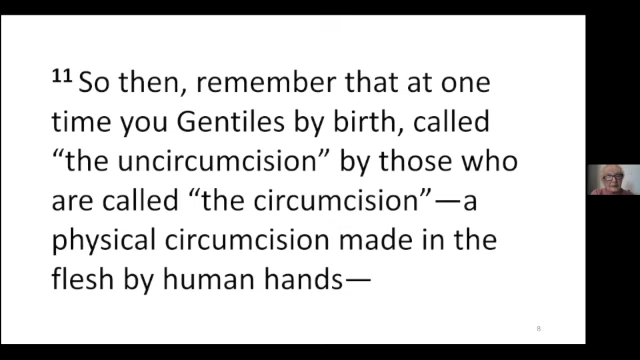 11 So then, remember that at one
time you Gentiles by birth, called
“the uncircumcision” by those who
are called “the circumcision”—a
physical circumcision made in the
flesh by human hands—
8